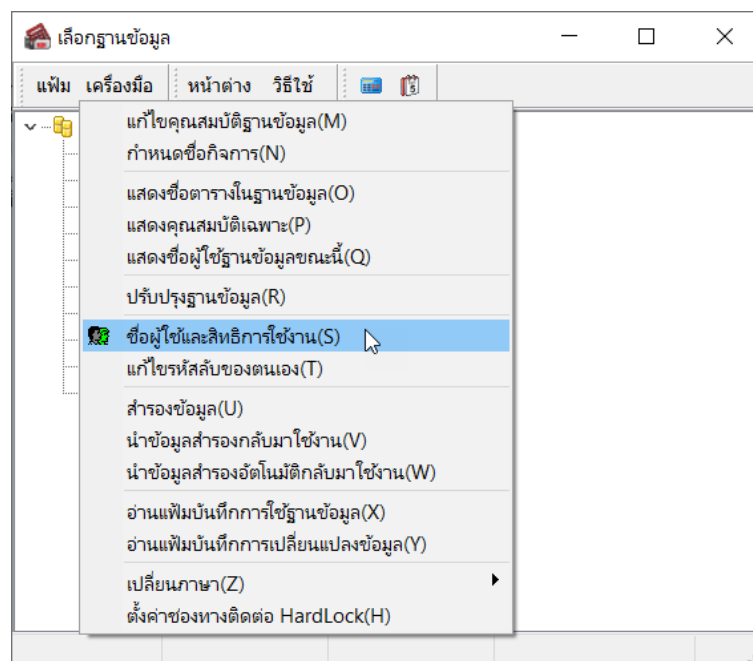 เลือกฐานข้อมูล
แฟ้ม เครื่องมือ หน้าต่าง วิธีใช้
แก้ไขคุณสมบัติฐานข้อมูล(M)
กำหนดชื่อกิจการ(N)
แสดงชื่อตารางในฐานข้อมูล(O)
แสดงคุณสมบัติเฉพาะ(P)
แสดงชื่อผู้ใช้ฐานข้อมูลขณะนี้(Q)
ปรับปรุงฐานข้อมูล(R)
ชื่อผู้ใช้และสิทธิการใช้งาน(S)
แก้ไขรหัสลับของตนเอง(T)
สำรองข้อมูล(U)
นำข้อมูลสำรองกลับมาใช้งาน(V)
นำข้อมูลสำรองอัตโนมัติกลับมาใช้งาน(W)
อ่านแฟ้มบันทึกการใช้ฐานข้อมูล(X)
อ่านแฟ้มบันทึกการเปลี่ยนแปลงข้อมูล(Y)
เปลี่ยนภาษา(Z)
ตั้งค่าช่องทางติดต่อ HardLock(H)